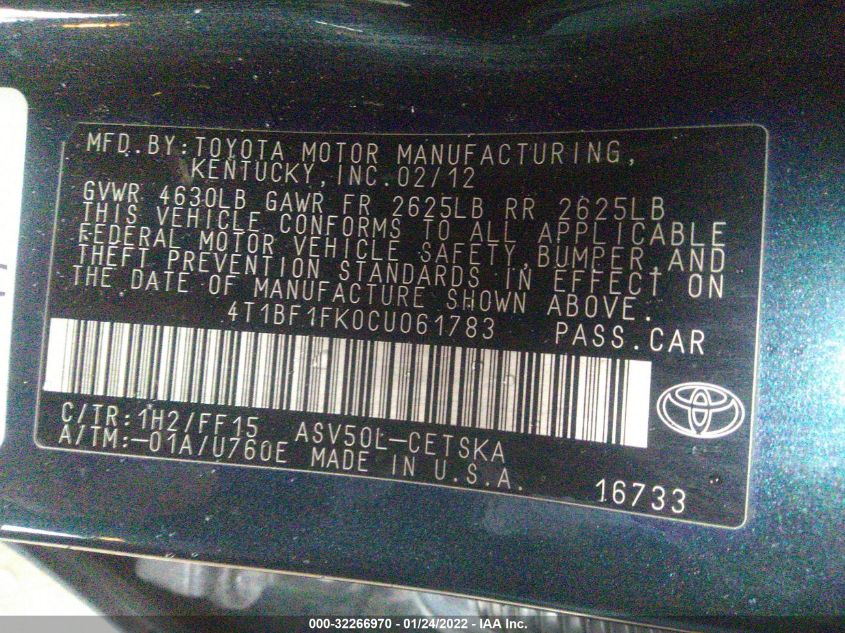 MFD.BY:TOYOTA MOTOR MANUFACTURING,
KENTUCKY,INC.02/12
GVWR 4630LB GAWR FR 2625LB RR 2625LB
THIS VEHICLE CONFORMS TO ALL APPLICABLE
FEDERAL MOTOR VEHICLE SAFETY,BUMPER,AND
THEFT PREVENTION STANDARDS IN EFFECT ON
THE DATE OF MANUFACTURE SHOWN ABOVE.
4T1BF1FK0CU061783 PASS.CAR
C/TR:1H2/FF15 ASV50L-CETSKA
A/TM:-01A/U760E MADE IN U.S.A.
16733
000-32266970 - 01/24/2022 - IAA Inc.